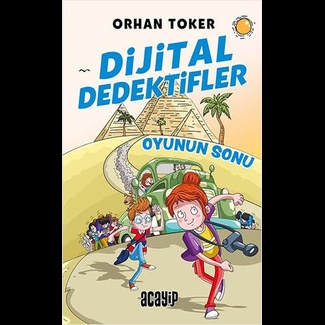 ORHAN TOKER
DİJİTAL
DEDEKTİFLER
OYUNUN SONU
acayip